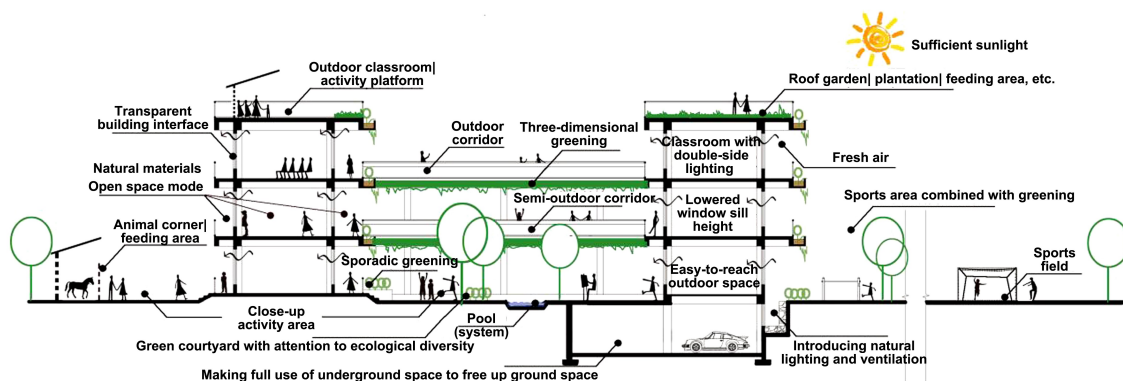 Sufficient sunlight
Outdoor classroom|
activity platform
Roof garden| plantation| feeding area, etc.
Transparent
building interface
Outdoor
corridor
Three-dimensional
greening
Classroom with
double-side
lighting
Fresh air
Natural materials
Open space mode
Semi-outdoor corridor
Lowered
window sill
height
Sports area combined with greening
Animal corner|
feeding area
Sporadic greening
Easy-to-reach
outdoor space
Sports
field
Close-up
activity area
Pool
(system)
Introducing natural
lighting and ventilation
Green courtyard with attention to ecological diversity
Making full use of underground space to free up ground space